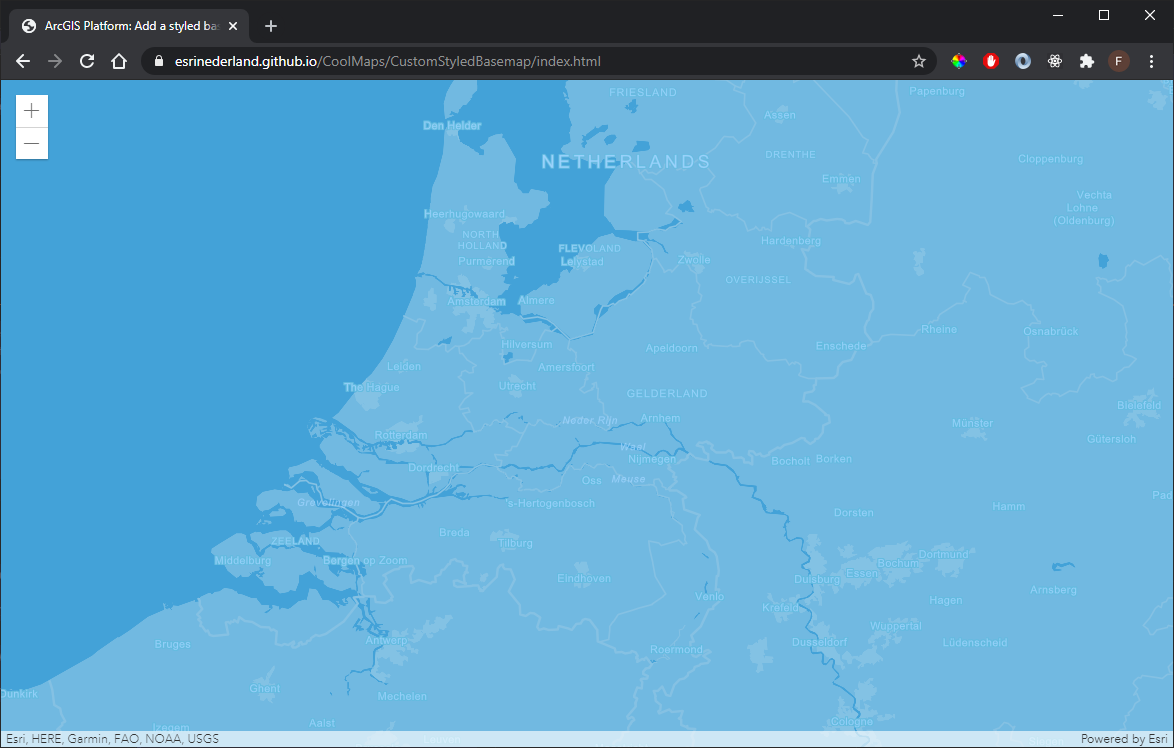 ArcGIS Platform: Add a styled bas
esrinederland.github.io/CoolMaps/CustomStyledBasemap/index.html
F
FRIESLAND
Papenburg
Assen
Den Helder
DRENTHE
NETHERLANDS
Cloppenburg
Emmen
Vechta
Lohne
(Oldenburg)
Heerhugowaard
NORTH
HOLLAND
Hardenberg
FLEVOLAND
Purmerend
Lelystad
Zwolle
OVERIJSSEL
Amsterdam
Almere
Rheine
Osnabrück
Hilversum
Apeldoorn
Enschede
Leiden
Amersfoort
The Hague
Utrecht
GELDERLAND
Bielefeld
Neder Rijn
Arnhem
Münster
Rotterdam
Gütersloh
Waal
Nijmegen
Bocholt
Borken
Dordrecht
Oss
Meuse
Pad
Grevelingen
's-Hertogenbosch
Hamm
Dorsten
Breda
ZEELAND
Tilburg
Dortmund
Middelburg
Bergen op Zoom
Bochum
Essen
Eindhoven
Duisburg
Arnsberg
Venlo
Hagen
Krefeld
Wuppertal
Antwerp
Dusseldorf
Lüdenscheid
Bruges
Roermond
Ghent
Dunkirk
Mechelen
Cologne
Aalst
Izegem
Leuven
Esri, HERE, Garmin, FAO, NOAA, USGS
Powered by Esri